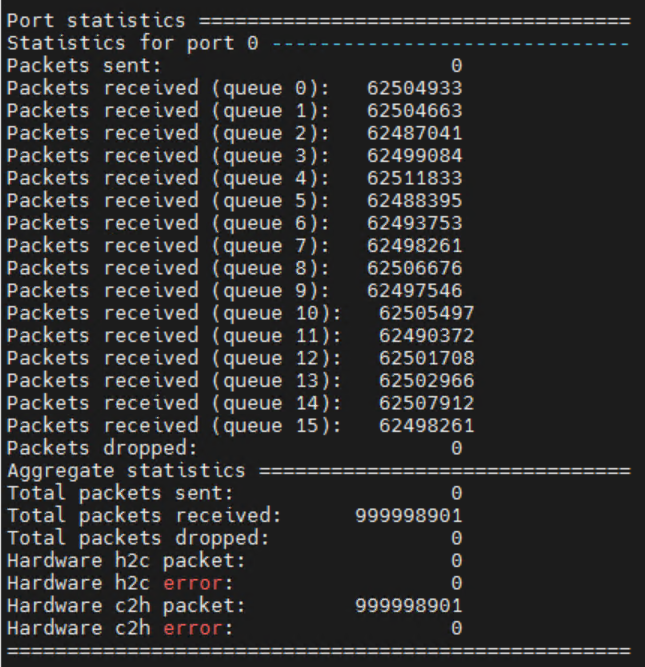 Port statistics ====================================
Statistics for port 0 ------------------------------
Packets sent:                        0
Packets received (queue 0):   62504933
Packets received (queue 1):   62504663
Packets received (queue 2):   62487041
Packets received (queue 3):   62499084
Packets received (queue 4):   62511833
Packets received (queue 5):   62488395
Packets received (queue 6):   62493753
Packets received (queue 7):   62498261
Packets received (queue 8):   62506676
Packets received (queue 9):   62497546
Packets received (queue 10):   62505497
Packets received (queue 11):   62490372
Packets received (queue 12):   62501708
Packets received (queue 13):   62502966
Packets received (queue 14):   62507912
Packets received (queue 15):   62498261
Packets dropped:                     0
Aggregate statistics ===============================
Total packets sent:                  0
Total packets received:      999998901
Total packets dropped:               0
Hardware h2c packet:                 0
Hardware h2c error:                  0
Hardware c2h packet:         999998901
Hardware c2h error:                  0
====================================================